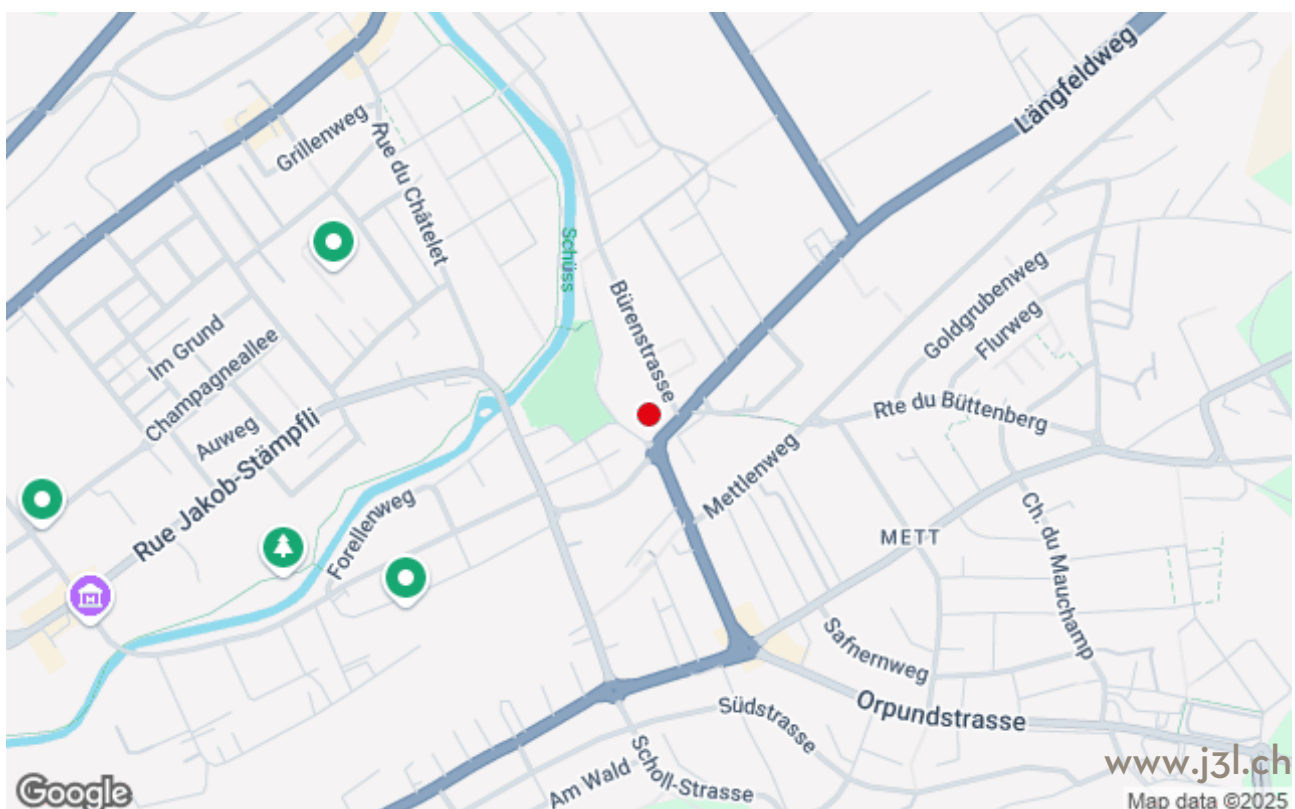 Längfeldweg
Grillenweg
Rue du Châtelet
Schüss
Bürenstrasse
Goldgrubenweg
Flurweg
Im Grund
Champagneallee
Auweg
Rue Jakob-Stämpfli
Rte du Büttenberg
Mettlenweg
METT
Ch. du Mauchamp
Forellenweg
Safnernweg
Südstrasse
Orpundstrasse
Scholl-Strasse
Am Wald
www.j3l.ch
Google
Map data ©2025